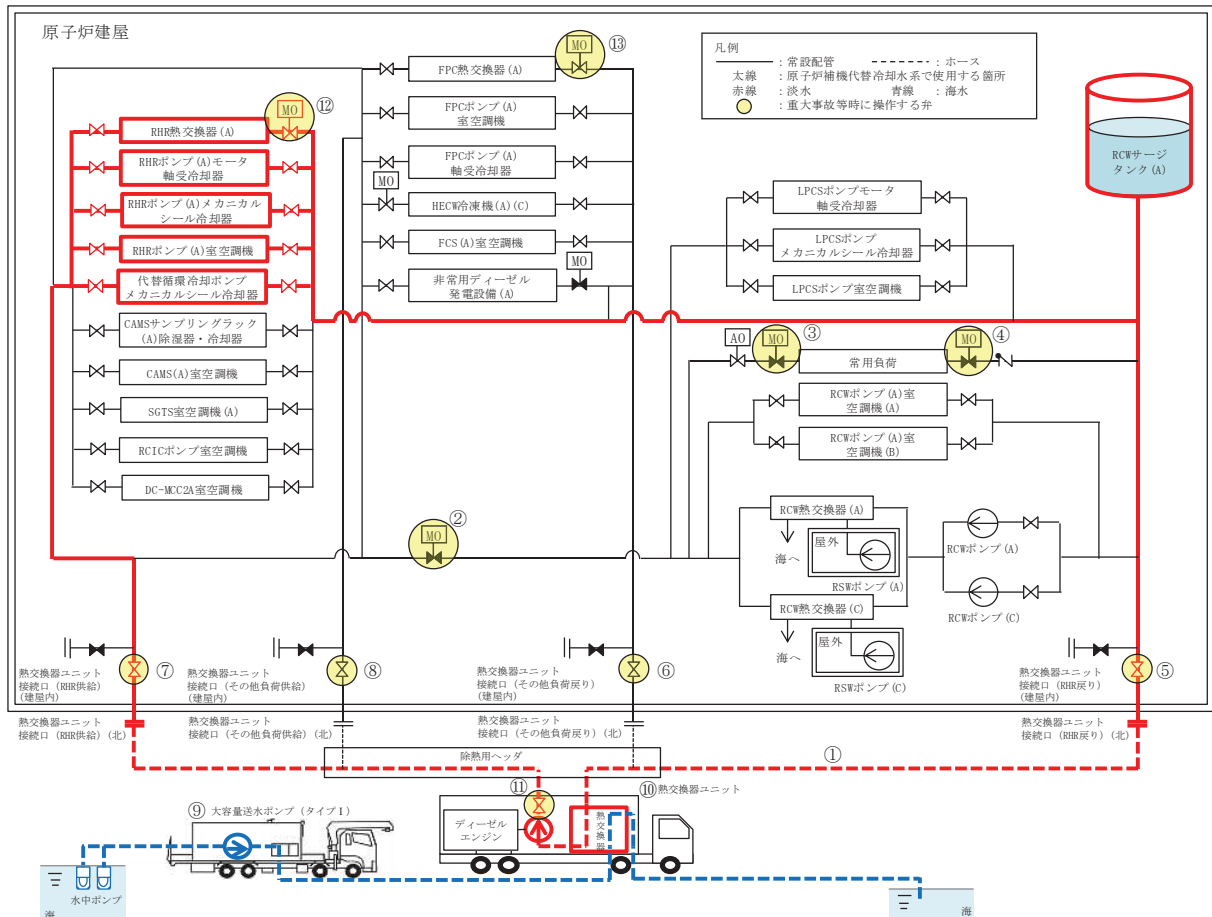 原子炉建屋
凡例
: 常設配管
: ホース
太線 : 原子炉補機代替冷却水系で使用する箇所
赤線 : 淡水
青線 : 海水
: 重大事故等時に操作する弁
MO
⑬
FPC熱交換器(A)
FPCポンプ(A)
室空調機
FPCポンプ(A)
軸受冷却器
MO
HECW冷凍機(A)(C)
FCS(A)室空調機
MO
非常用ディーゼル
発電設備(A)
MO
⑫
RHR熱交換器(A)
RHRポンプ(A)モータ
軸受冷却器
RHRポンプ(A)メカニカル
シール冷却器
RHRポンプ(A)室空調機
代替循環冷却ポンプ
メカニカルシール冷却器
CAMSサンプリングラック
(A)除湿器・冷却器
CAMS(A)室空調機
SGTS室空調機(A)
RCICポンプ室空調機
DC-MCC2A室空調機
RCWサージ
タンク(A)
LPCSポンプモータ
軸受冷却器
LPCSポンプ
メカニカルシール冷却器
LPCSポンプ室空調機
AO
MO
③
常用負荷
MO
④
RCWポンプ(A)室
空調機(A)
RCWポンプ(A)室
空調機(B)
②
MO
RCW熱交換器(A)
海へ
屋外
RSWポンプ(A)
RCW熱交換器(C)
海へ
屋外
RSWポンプ(C)
RCWポンプ(A)
RCWポンプ(C)
⑦
熱交換器ユニット
接続口(RHR供給)
(建屋内)
⑧
熱交換器ユニット
接続口(その他負荷供給)
(建屋内)
⑥
熱交換器ユニット
接続口(その他負荷戻り)
(建屋内)
⑤
熱交換器ユニット
接続口(RHR戻り)
(建屋内)
熱交換器ユニット
接続口(RHR供給)(北)
熱交換器ユニット
接続口(その他負荷供給)(北)
熱交換器ユニット
接続口(その他負荷戻り)(北)
熱交換器ユニット
接続口(RHR戻り)(北)
除熱用ヘッダ
①
⑪
⑩熱交換器ユニット
⑨大容量送水ポンプ(タイプⅠ)
ディーゼル
エンジン
熱交換器
水中ポンプ
海
海